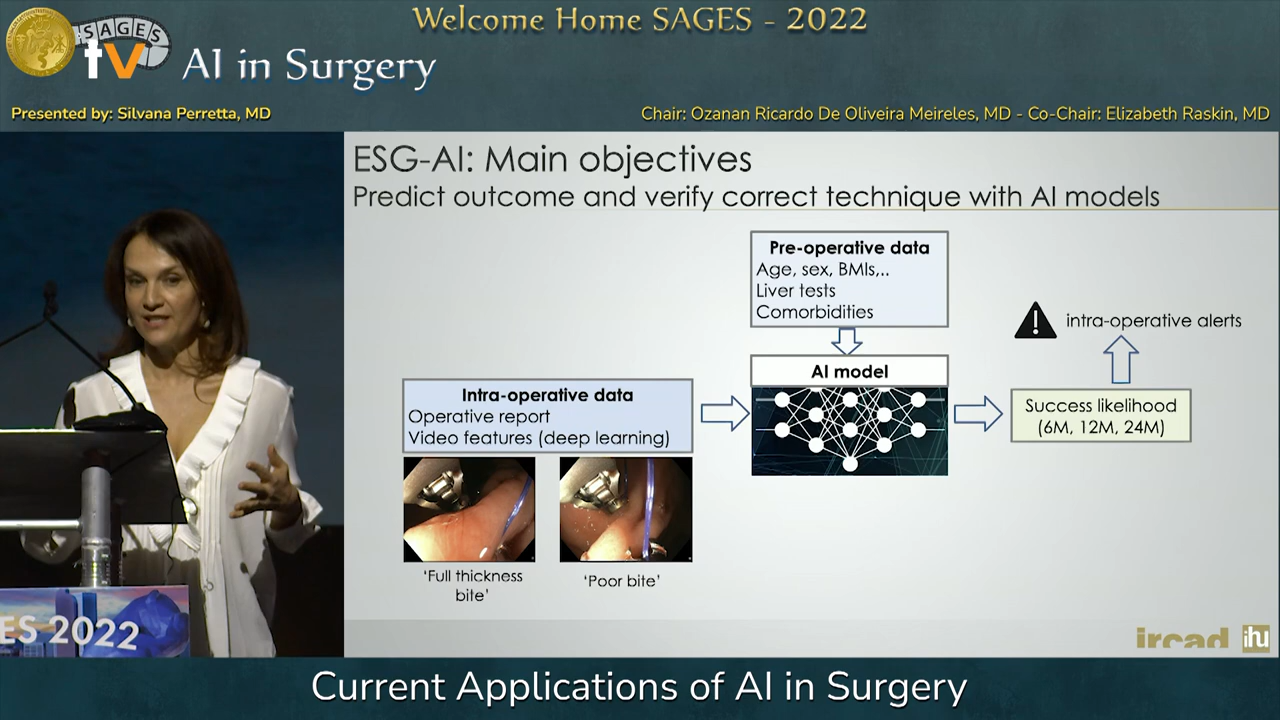 Welcome Home SAGES - 2022
SAGES
tv
AI in Surgery
Presented by: Silvana Perretta, MD
Chair: Ozanan Ricardo De Oliveira Meireles, MD - Co-Chair: Elizabeth Raskin, MD
ESG-AI: Main objectives
Predict outcome and verify correct technique with AI models
Pre-operative data
Age, sex, BMIs,..
Liver tests
Comorbidities
intra-operative alerts
AI model
Intra-operative data
Operative report
Video features (deep learning)
Success likelihood
(6M, 12M, 24M)
'Full thickness
bite'
'Poor bite'
ES 2022
ircad
ihu
Current Applications of AI in Surgery